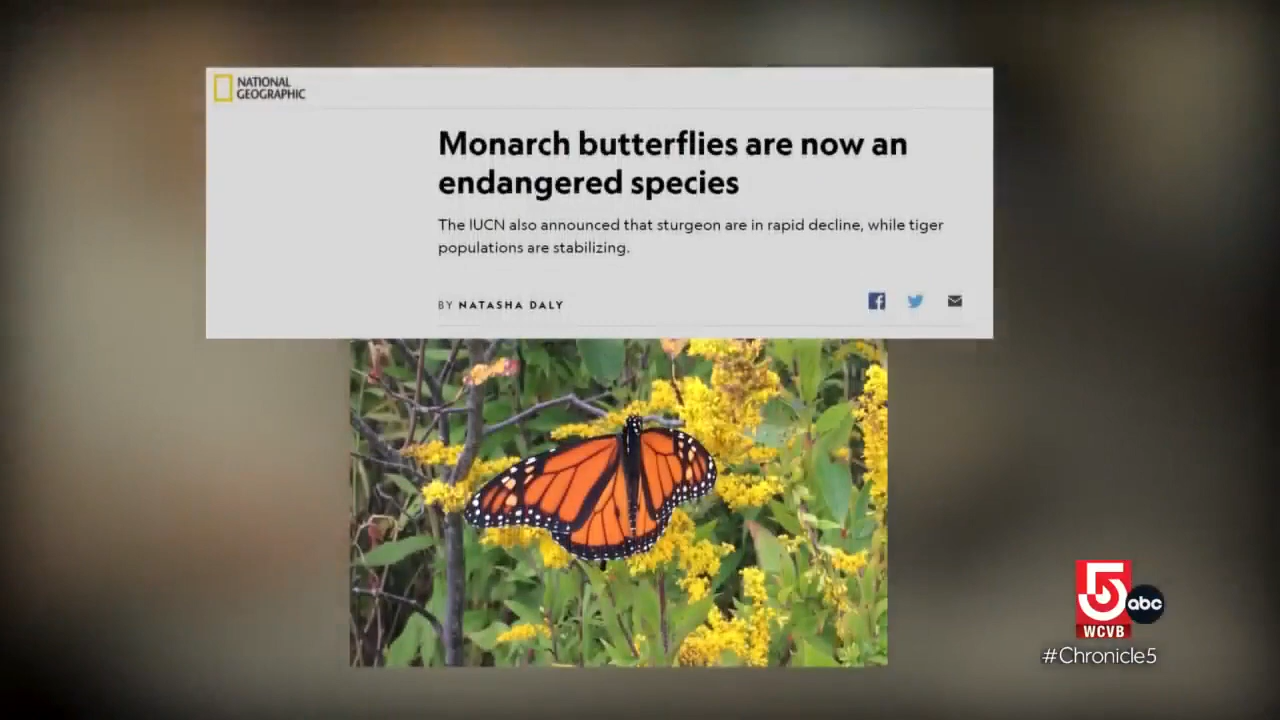 NATIONAL
GEOGRAPHIC
Monarch butterflies are now an
endangered species
The IUCN also announced that sturgeon are in rapid decline, while tiger
populations are stabilizing.
BY NATASHA DALY
5
abc
WCVB
#Chronicle5